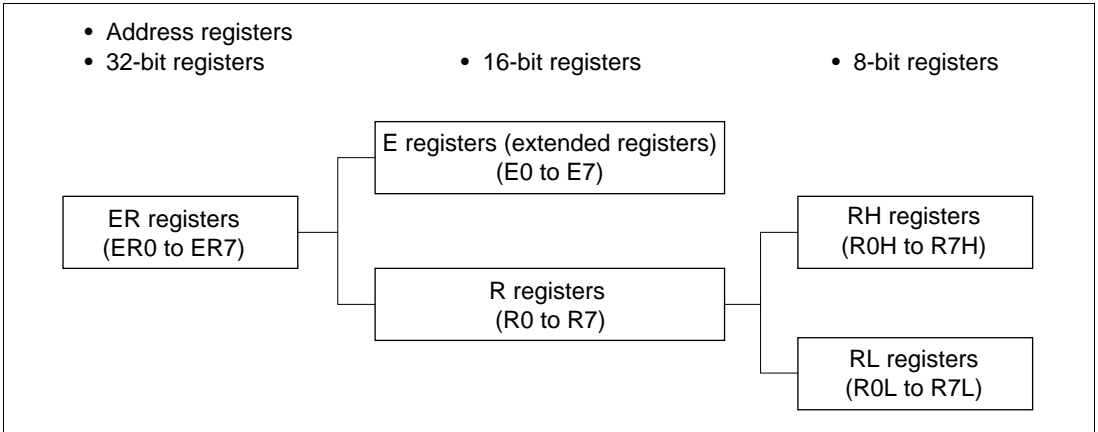 • Address registers
• 32-bit registers
• 16-bit registers
• 8-bit registers
E registers (extended registers)
(E0 to E7)
ER registers
(ER0 to ER7)
RH registers
(R0H to R7H)
R registers
(R0 to R7)
RL registers
(R0L to R7L)